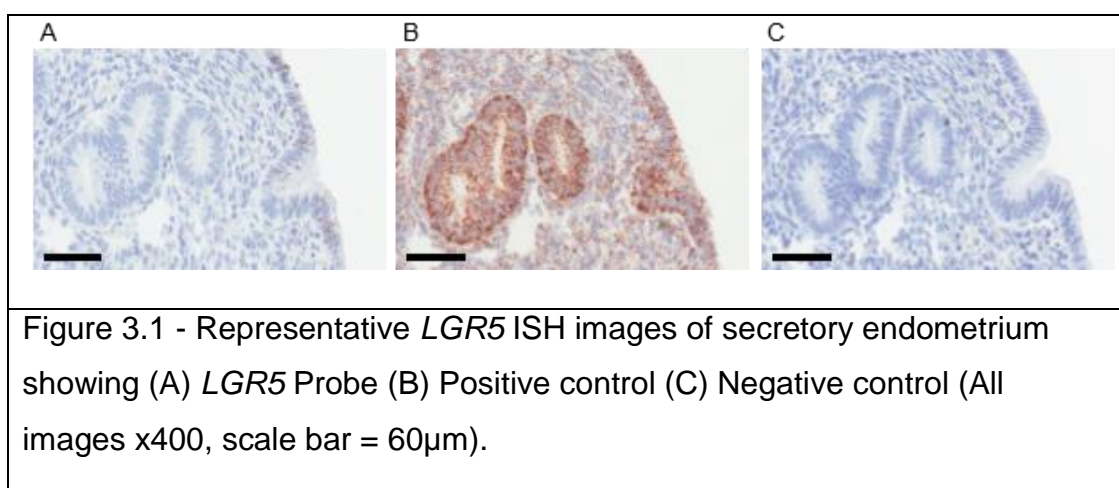 A B C
Figure 3.1 - Representative LGR5 ISH images of secretory endometrium
showing (A) LGR5 Probe (B) Positive control (C) Negative control (All
images x400, scale bar = 60µm).